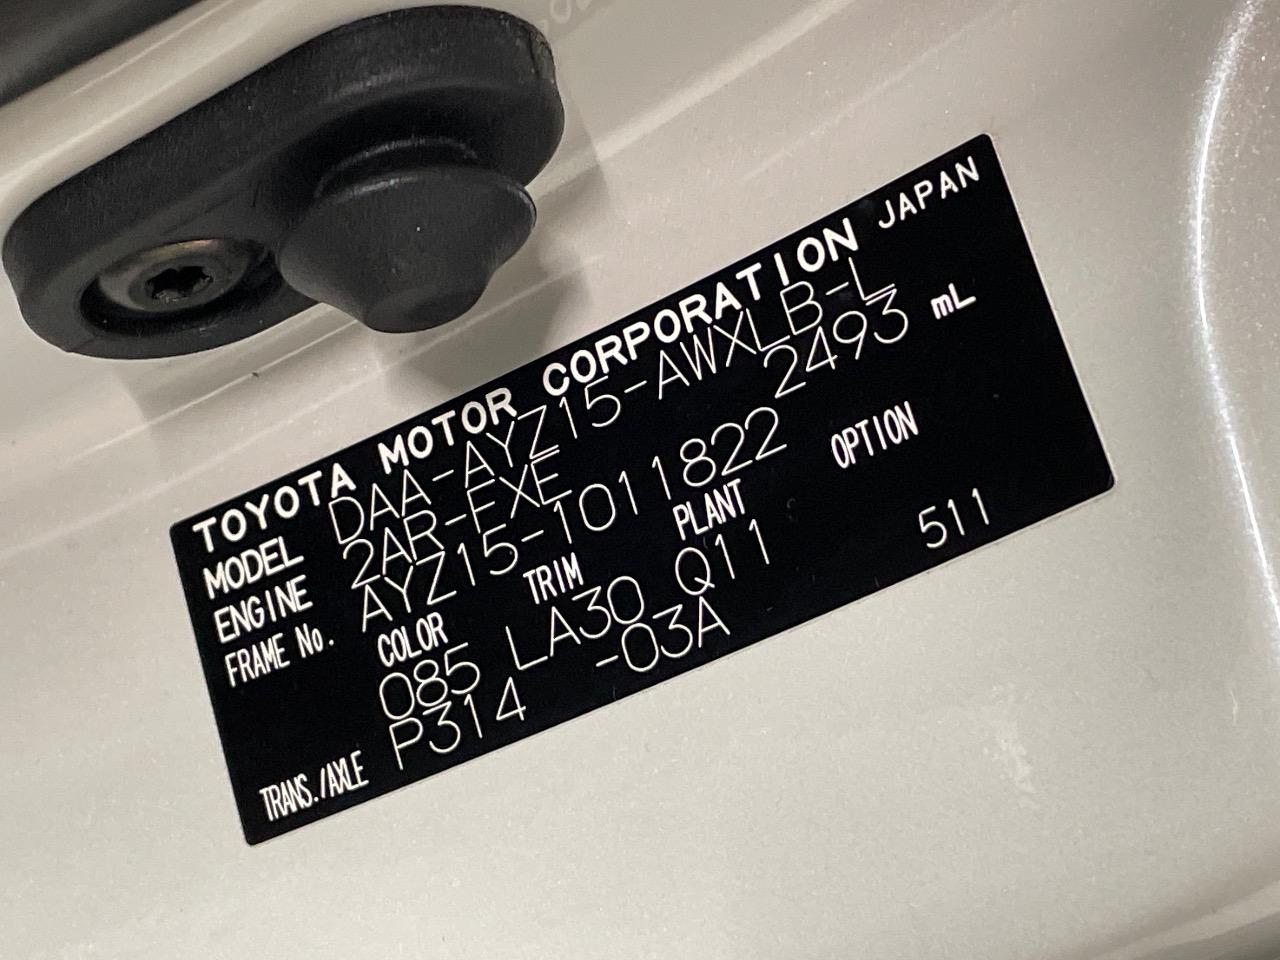 TOYOTA MOTOR CORPORATION JAPAN
MODEL DAA-AYZ15-AWXLB-L
ENGINE 2AR-FXE 2493 mL
FRAME No. AYZ15-1011822
COLOR TRIM PLANT OPTION
085 LA30 Q11 511
TRANS./AXLE P314 -03A